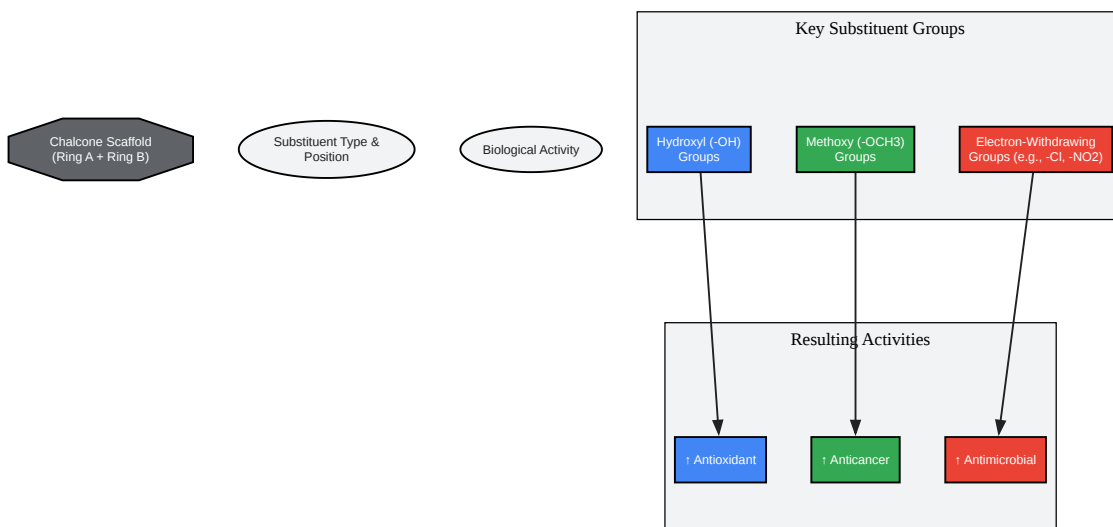 Key Substituent Groups
Chalcone Scaffold
(Ring A + Ring B)
Substituent Type &
Position
Biological Activity
Hydroxyl (-OH)
Groups
Methoxy (-OCH3)
Groups
Electron-Withdrawing
Groups (e.g., -Cl, -NO2)
Resulting Activities
↑ Antioxidant
↑ Anticancer
↑ Antimicrobial